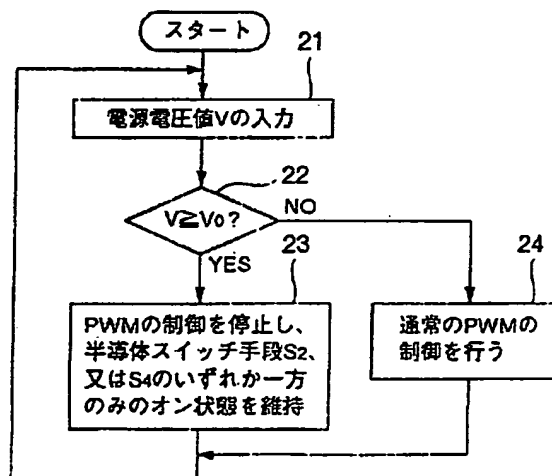 スタート
21
電源電圧値Vの入力
22
V≧V0?
NO
YES
23
24
PWMの制御を停止し、
半導体スイッチ手段S2、
又はS4のいずれか一方
のみのオン状態を維持
通常のPWMの
制御を行う